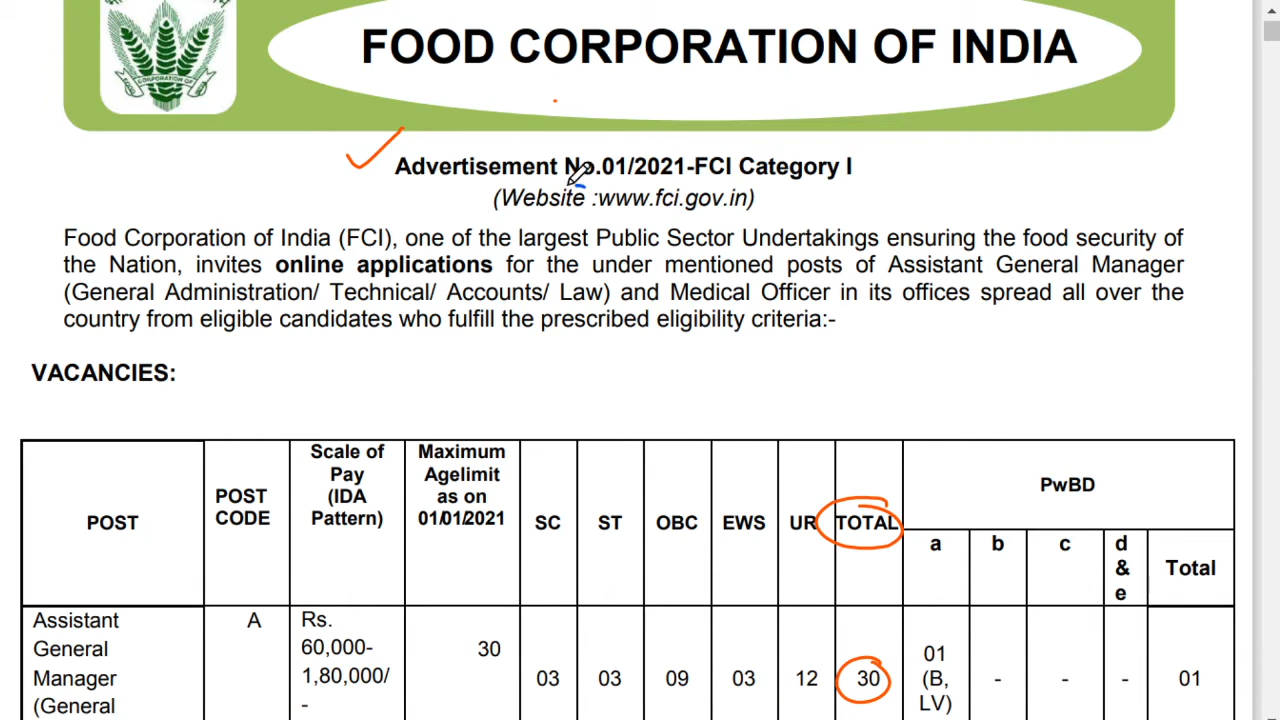 FOOD CORPORATION OF INDIA
CORPORATION OF
Advertisement No.01/2021-FCI Category I
(Website :www.fci.gov.in)
Food Corporation of India (FCI), one of the largest Public Sector Undertakings ensuring the food security of
the Nation, invites online applications for the under mentioned posts of Assistant General Manager
(General Administration/ Technical/ Accounts/ Law) and Medical Officer in its offices spread all over the
country from eligible candidates who fulfill the prescribed eligibility criteria:-
VACANCIES:
POST
POST
CODE
Scale of
Pay
(IDA
Pattern)
Maximum
Agelimit
as on
01/01/2021
SC
ST
OBC
EWS
UR
TOTAL
PwBD
a
b
c
d
&
e
Total
Assistant
General
Manager
(General
A
Rs.
60,000-
1,80,000/
-
30
03
03
09
03
12
30
01
(B,
LV)
-
-
-
01